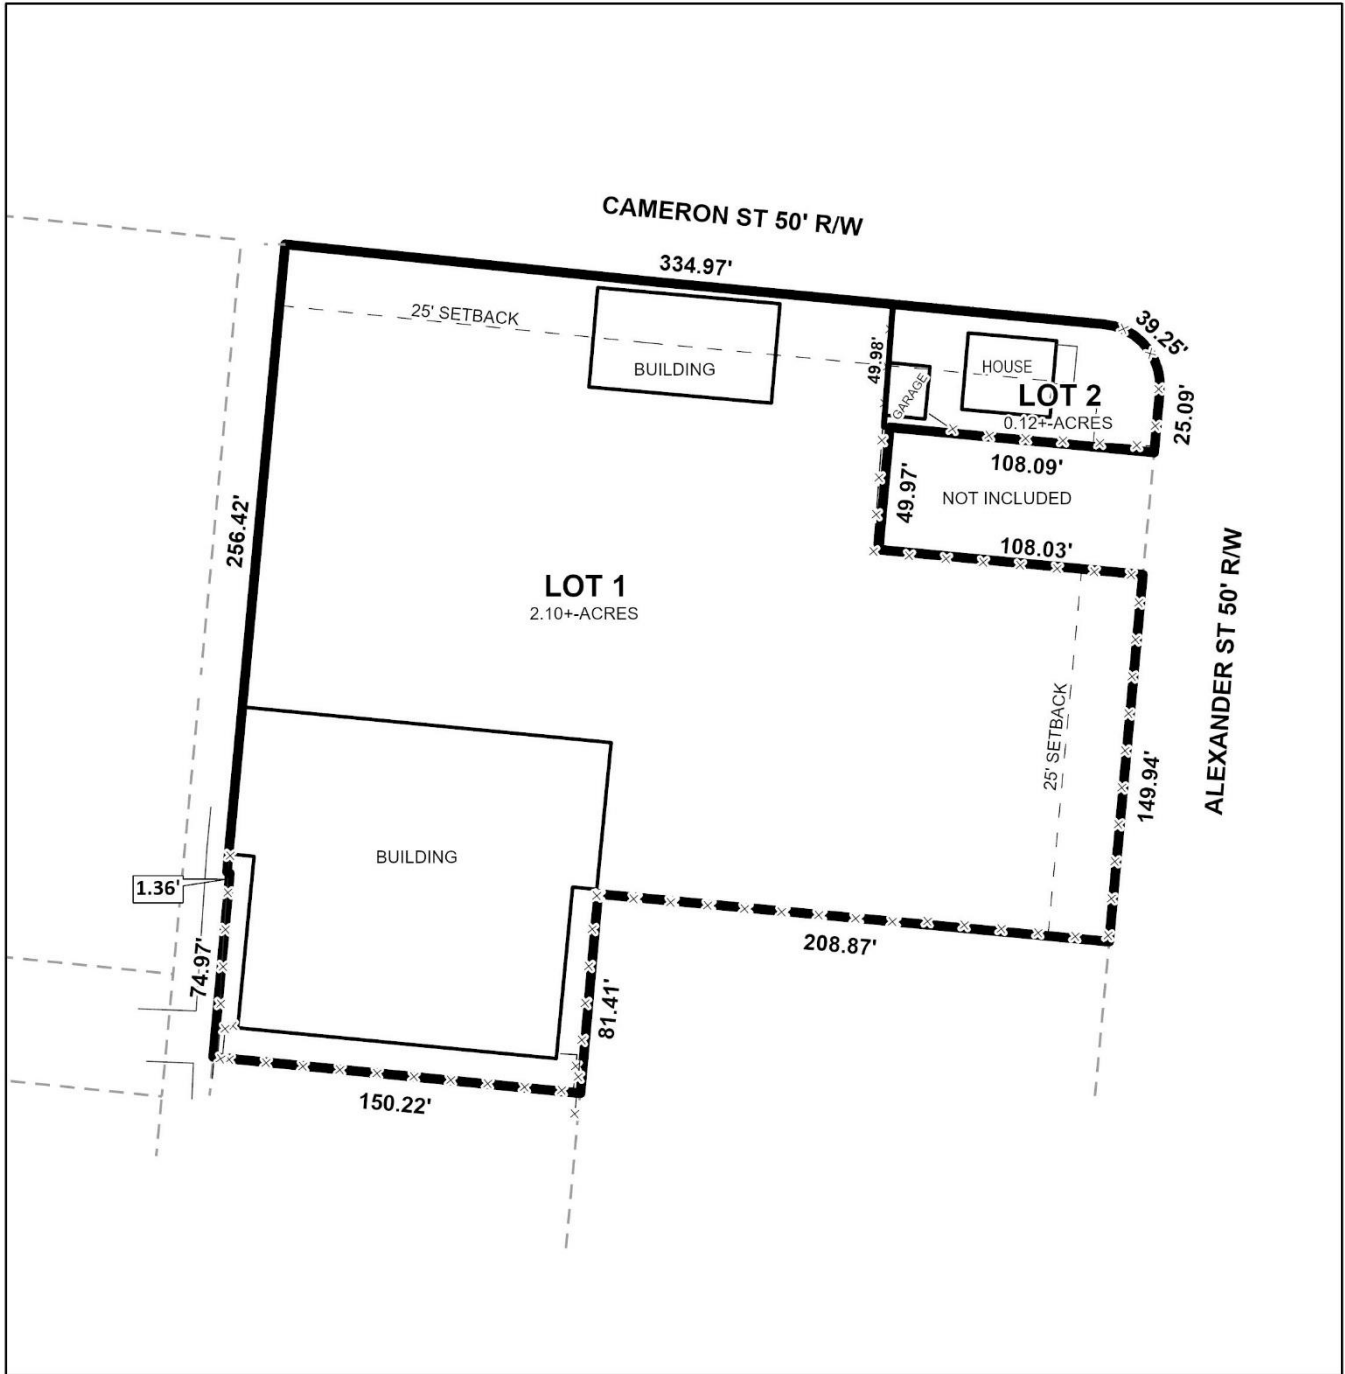 CAMERON ST 50' R/W
334.97'
39.25'
25' SETBACK
BUILDING
49.98'
HOUSE
GARAGE
LOT 2
0.12+-ACRES
25.09'
108.09'
49.97'
NOT INCLUDED
108.03'
256.42'
LOT 1
2.10+-ACRES
ALEXANDER ST 50' R/W
25' SETBACK
149.94'
BUILDING
1.36'
74.97'
208.87'
81.41'
150.22'